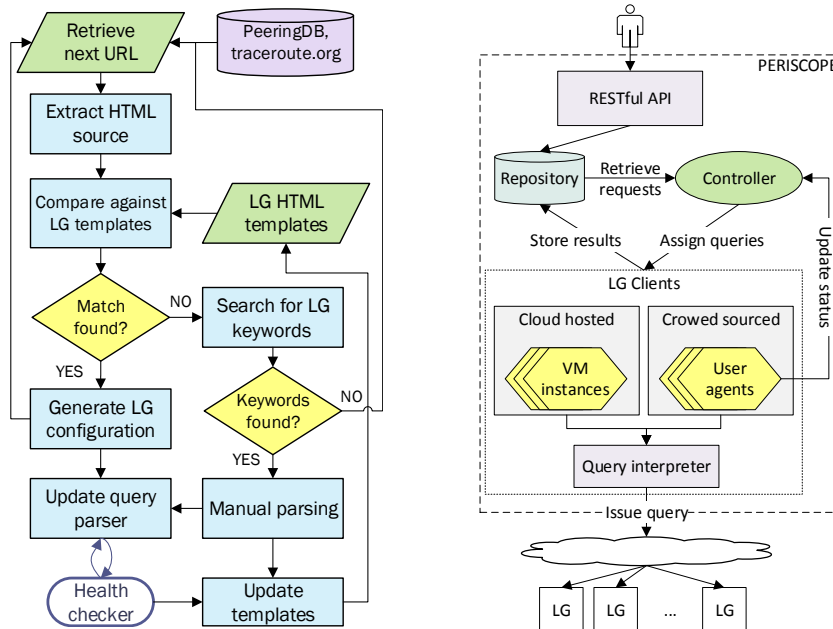 Retrieve
next URL
PeeringDB,
traceroute.org
Extract HTML
source
Compare against
LG templates
LG HTML
templates
Match
found?
NO
Search for LG
keywords
YES
Generate LG
configuration
Keywords
found?
NO
YES
Update query
parser
Manual parsing
Health
checker
Update
templates
PERISCOPE
RESTful API
Repository
Retrieve
requests
Controller
Store results
Assign queries
Update status
LG Clients
Cloud hosted
Crowed sourced
VM
instances
User
agents
Query interpreter
Issue query
LG
LG
...
LG